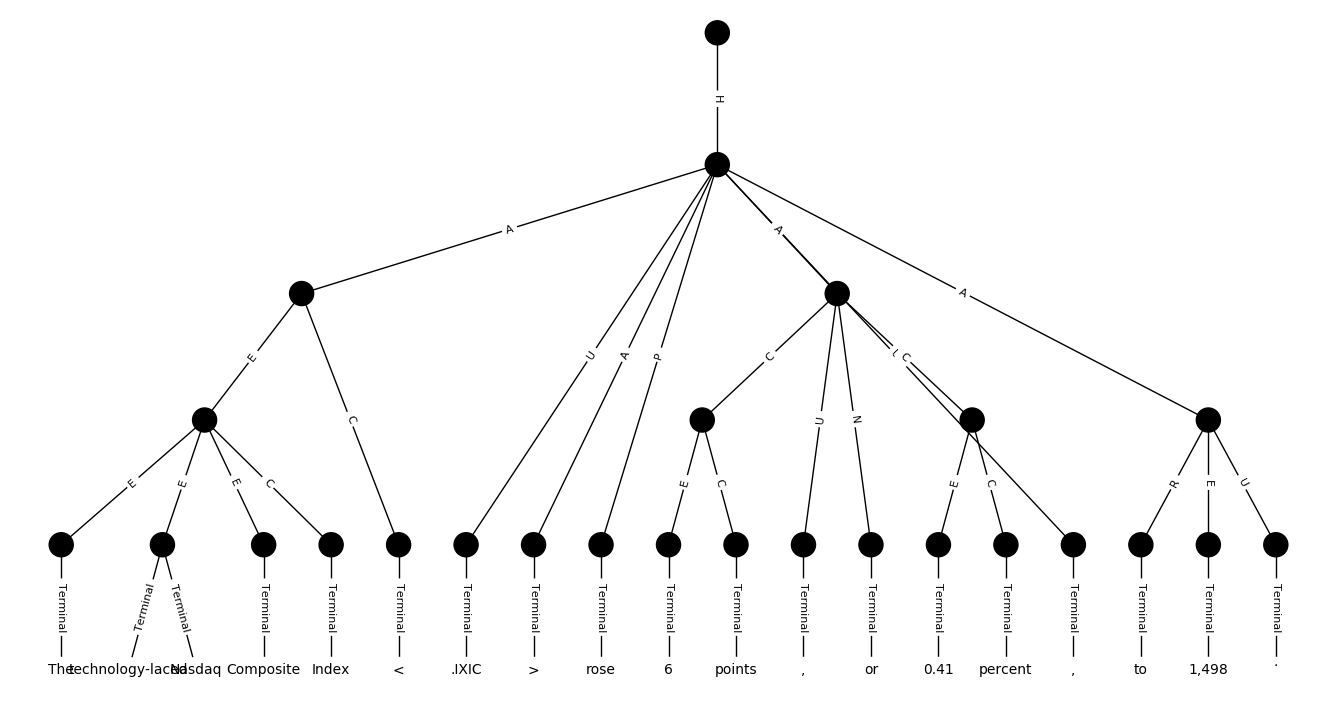 H
A
A
A
U
A
P
E
C
C
U
N
U
C
E
E
E
C
E
C
E
C
R
E
U
Terminal Terminal Terminal Terminal Terminal Terminal Terminal Terminal Terminal Terminal Terminal Terminal Terminal Terminal Terminal Terminal Terminal Terminal Terminal
The technology-laced Nasdaq Composite Index < .IXIC > rose 6 points , or 0.41 percent , to 1,498 .